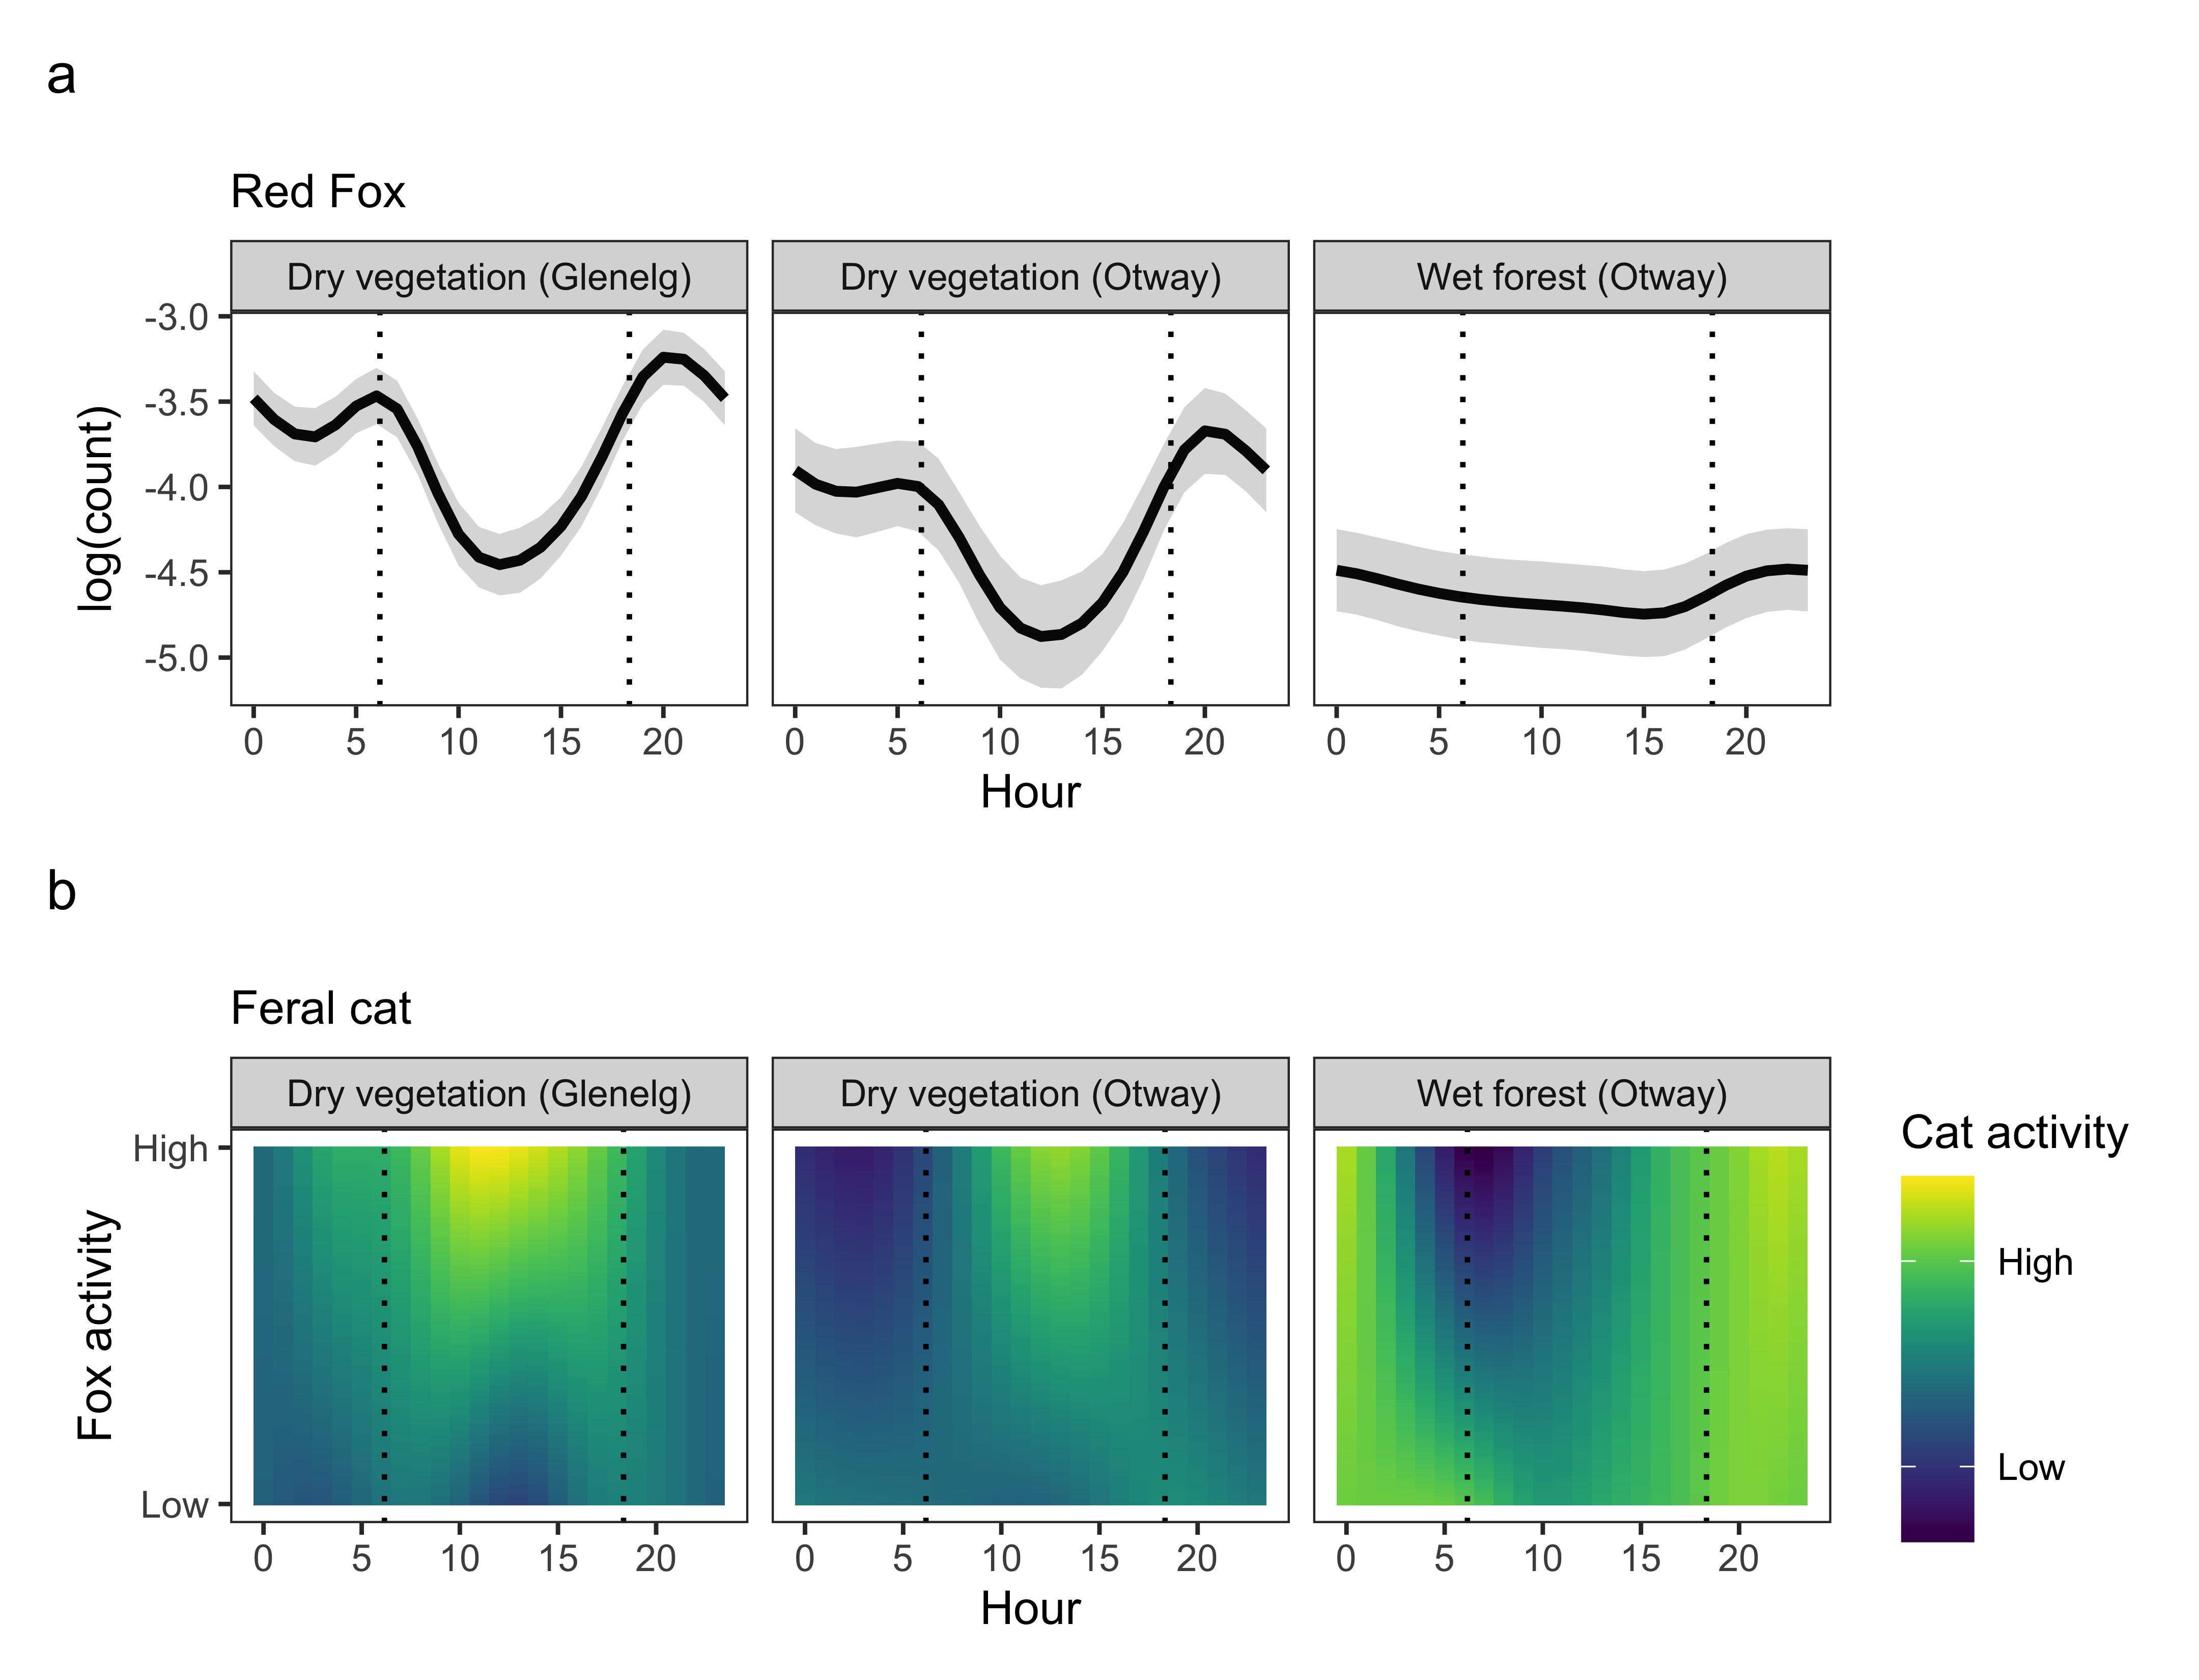 a
Red Fox
Dry vegetation (Glenelg) Dry vegetation (Otway) Wet forest (Otway)
log(count)
-3.0
-3.5
-4.0
-4.5
-5.0
0 5 10 15 20 0 5 10 15 20 0 5 10 15 20
Hour
b
Feral cat
Dry vegetation (Glenelg) Dry vegetation (Otway) Wet forest (Otway)
Fox activity
High
Low
0 5 10 15 20 0 5 10 15 20 0 5 10 15 20
Hour
Cat activity
High
Low